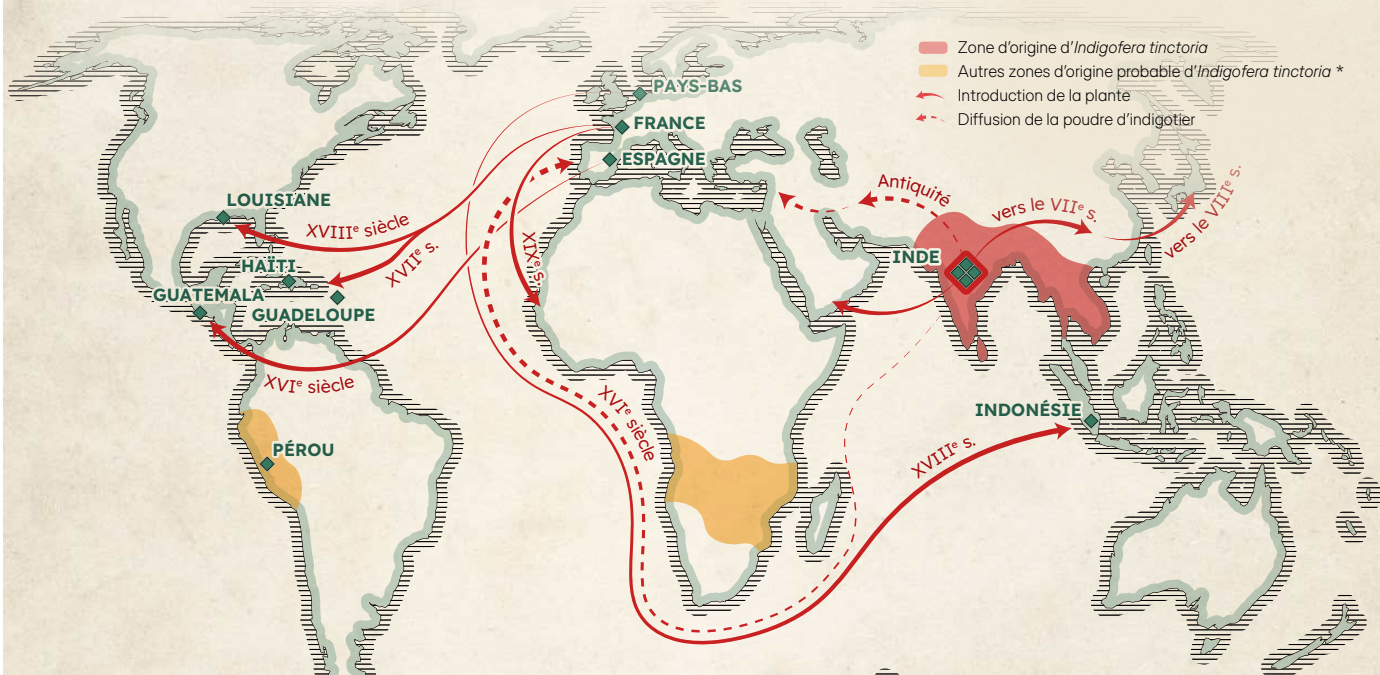 Zone d'origine d'Indigofera tinctoria
Autres zones d'origine probable d'Indigofera tinctoria *
Introduction de la plante
Diffusion de la poudre d'indigotier
PAYS-BAS
FRANCE
ESPAGNE
LOUISIANE
XVIIIe siècle
HAÏTI
XVIIe s.
GUATEMALA
GUADELOUPE
XVIe siècle
XIXe s.
Antiquité
vers le VIIe s.
vers le VIIIe s.
INDE
XVIe siècle
INDONÉSIE
XVIIIe s.
PÉROU